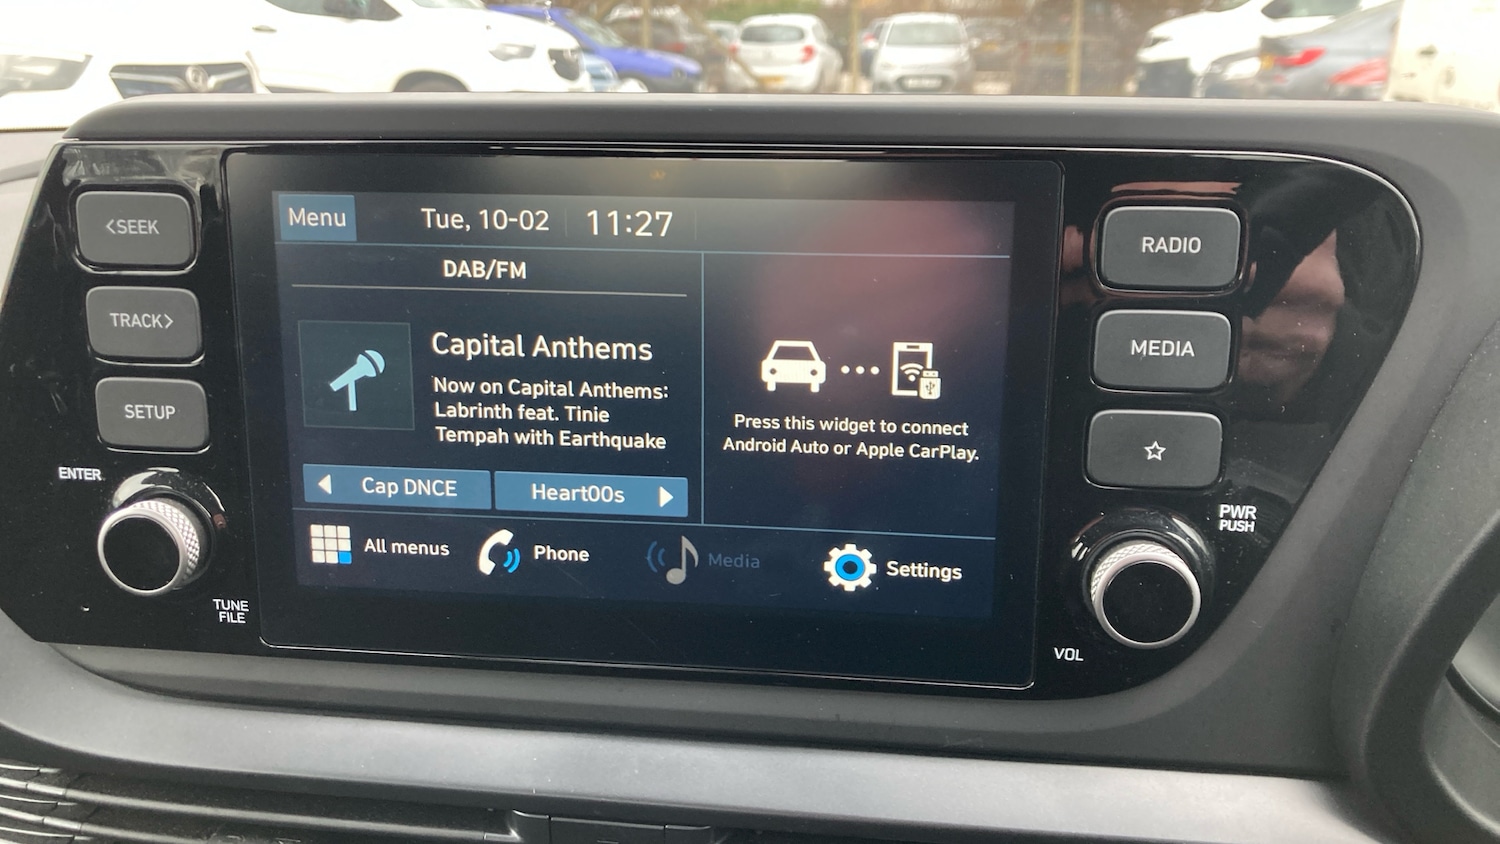 <SEEK
TRACK>
SETUP
ENTER
TUNE
FILE
Menu
Tue, 10-02
11:27
DAB/FM
Capital Anthems
Now on Capital Anthems:
Labrinth feat. Tinie
Tempah with Earthquake
Cap DNCE
Heart00s
Press this widget to connect
Android Auto or Apple CarPlay.
All menus
Phone
Media
Settings
RADIO
MEDIA
PWR
PUSH
VOL